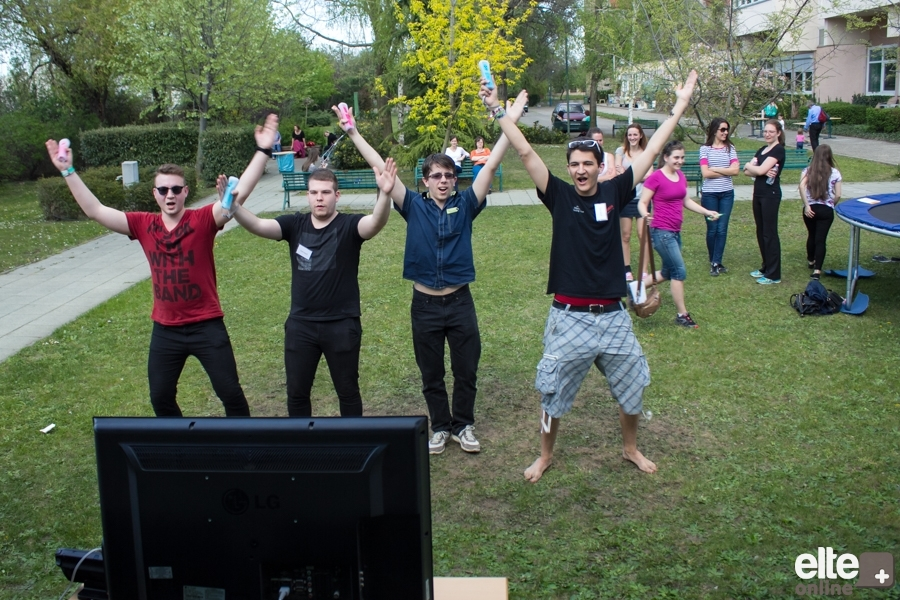 WITH
THE
BAND
LG
elte
online